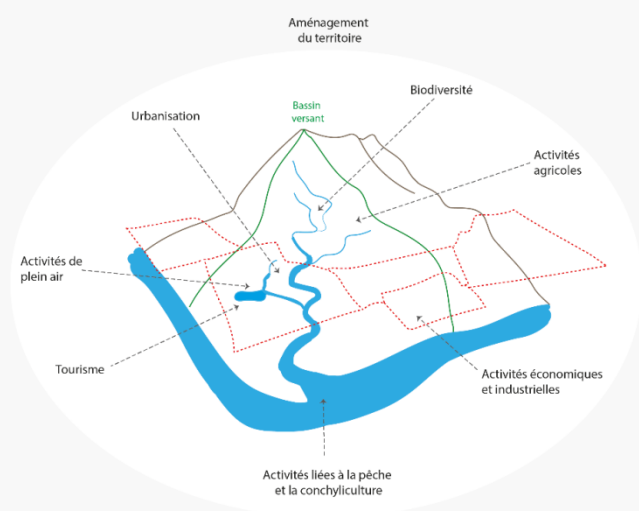 Aménagement
du territoire
Biodiversité
Bassin
versant
Urbanisation
Activités
agricoles
Activités de
plein air
Tourisme
Activités économiques
et industrielles
Activités liées à la pêche
et la conchyliculture